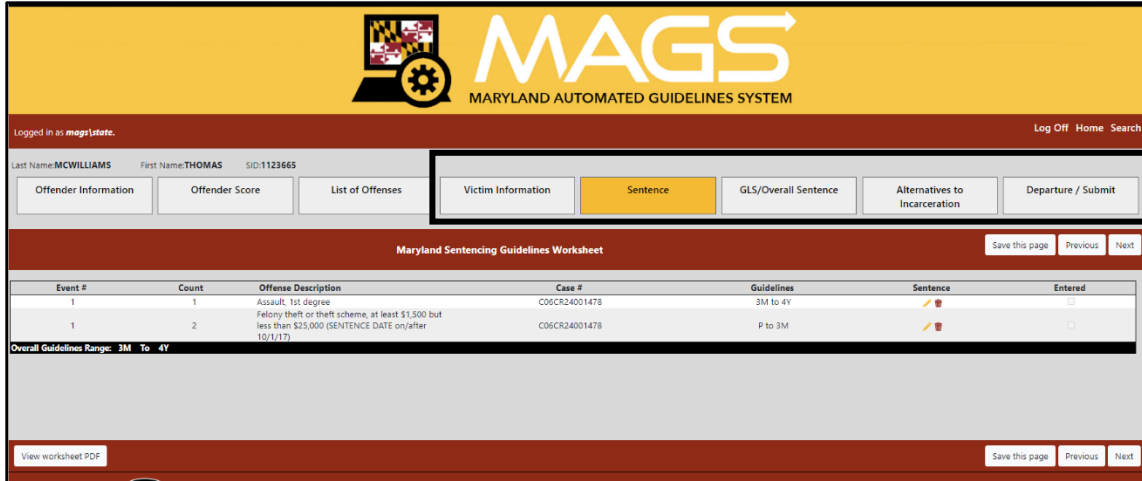 MAGS
MARYLAND AUTOMATED GUIDELINES SYSTEM
Logged in as mags\state.
Log Off Home Search
Last Name:MCWILLIAMS First Name:THOMAS SID:1123665
Offender Information
Offender Score
List of Offenses
Victim Information
Sentence
GLS/Overall Sentence
Alternatives to
Incarceration
Departure / Submit
Maryland Sentencing Guidelines Worksheet
Save this page Previous Next
Event # Count Offense Description Case # Guidelines Sentence Entered
1 1 Assault, 1st degree C06CR24001478 3M to 4Y
Felony theft or theft scheme, at least $1,500 but
1 2 less than $25,000 (SENTENCE DATE on/after C06CR24001478 P to 3M
10/1/17)
Overall Guidelines Range: 3M To 4Y
View worksheet PDF
Save this page Previous Next